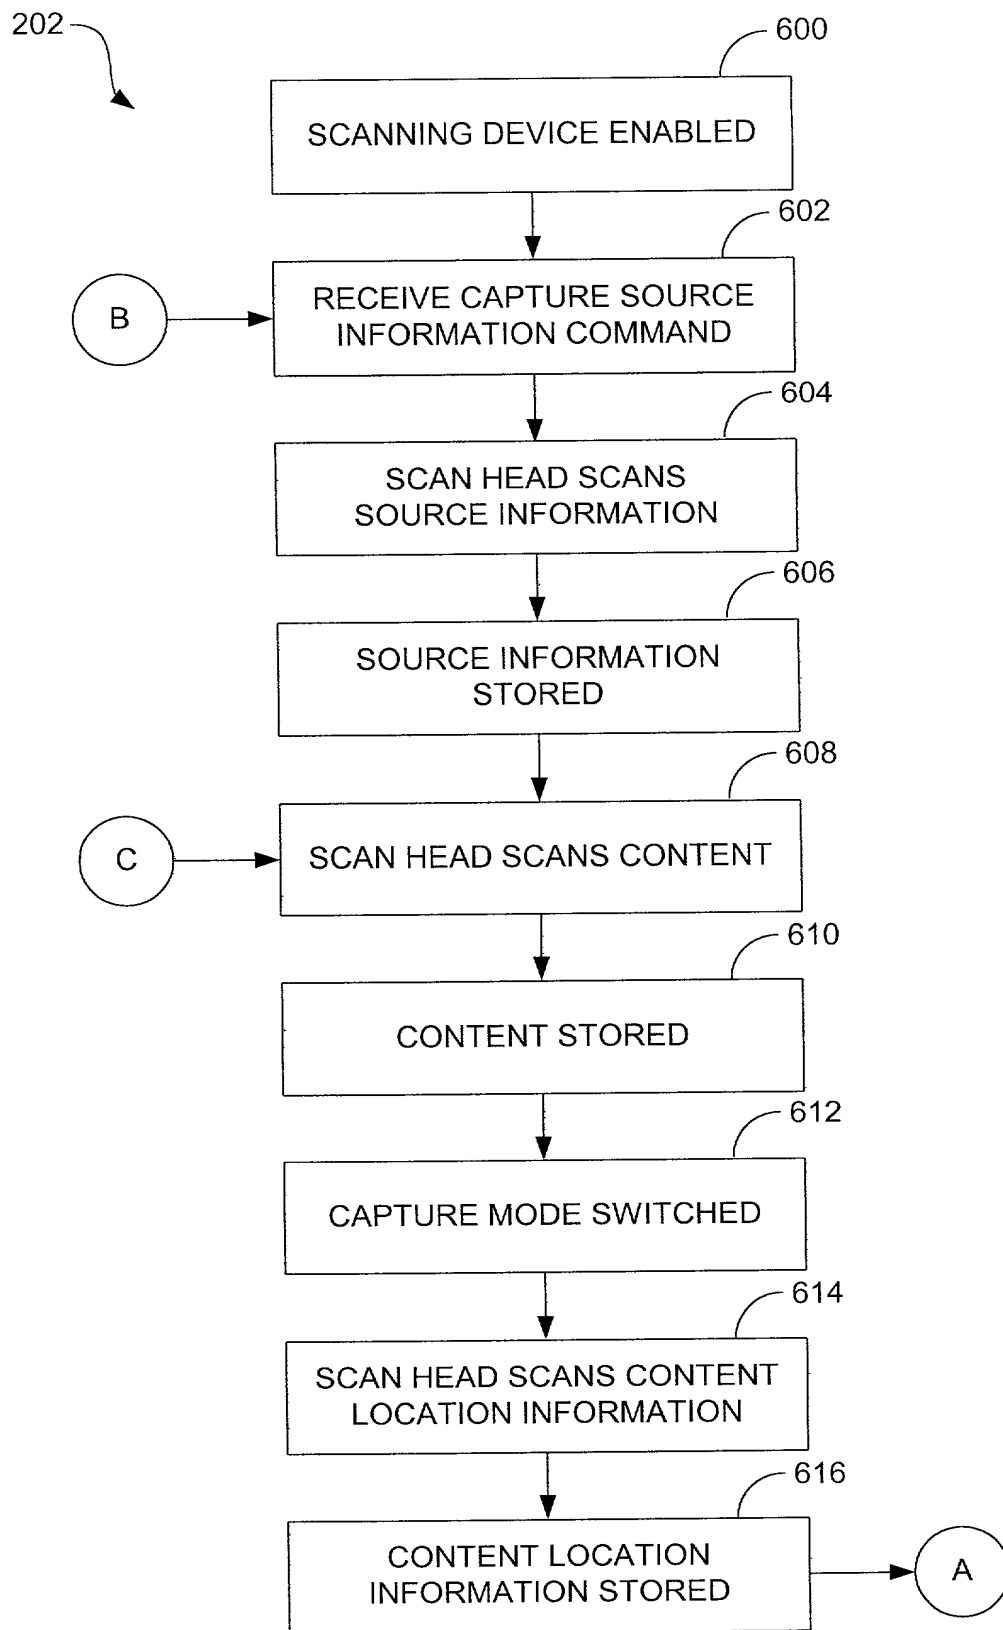 202
600
SCANNING DEVICE ENABLED
602
B
RECEIVE CAPTURE SOURCE
INFORMATION COMMAND
604
SCAN HEAD SCANS
SOURCE INFORMATION
606
SOURCE INFORMATION
STORED
608
C
SCAN HEAD SCANS CONTENT
610
CONTENT STORED
612
CAPTURE MODE SWITCHED
614
SCAN HEAD SCANS CONTENT
LOCATION INFORMATION
616
CONTENT LOCATION
INFORMATION STORED
A